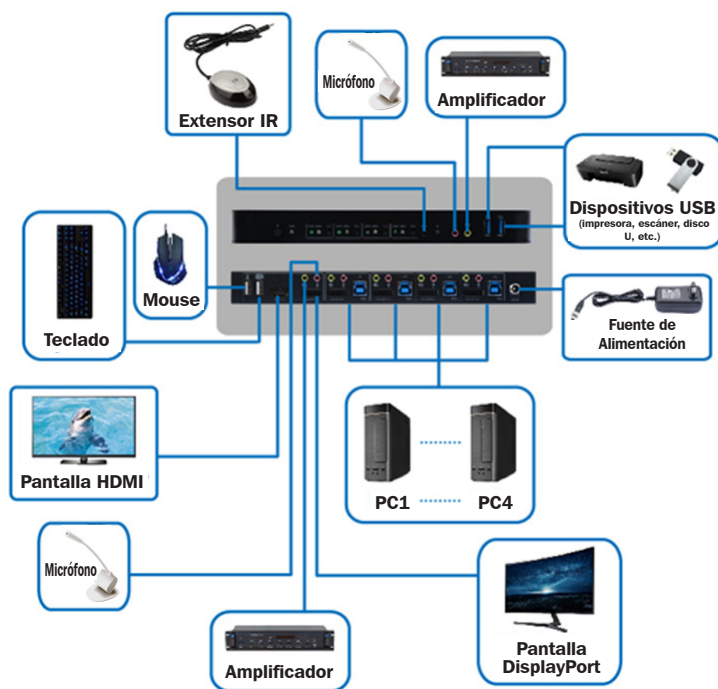 Extensor IR
Micrófono
Amplificador
Dispositivos USB
(impresora, escáner, disco
U, etc.)
Mouse
Teclado
Fuente de
Alimentación
Pantalla HDMI
PC1
PC4
Micrófono
Amplificador
Pantalla
DisplayPort